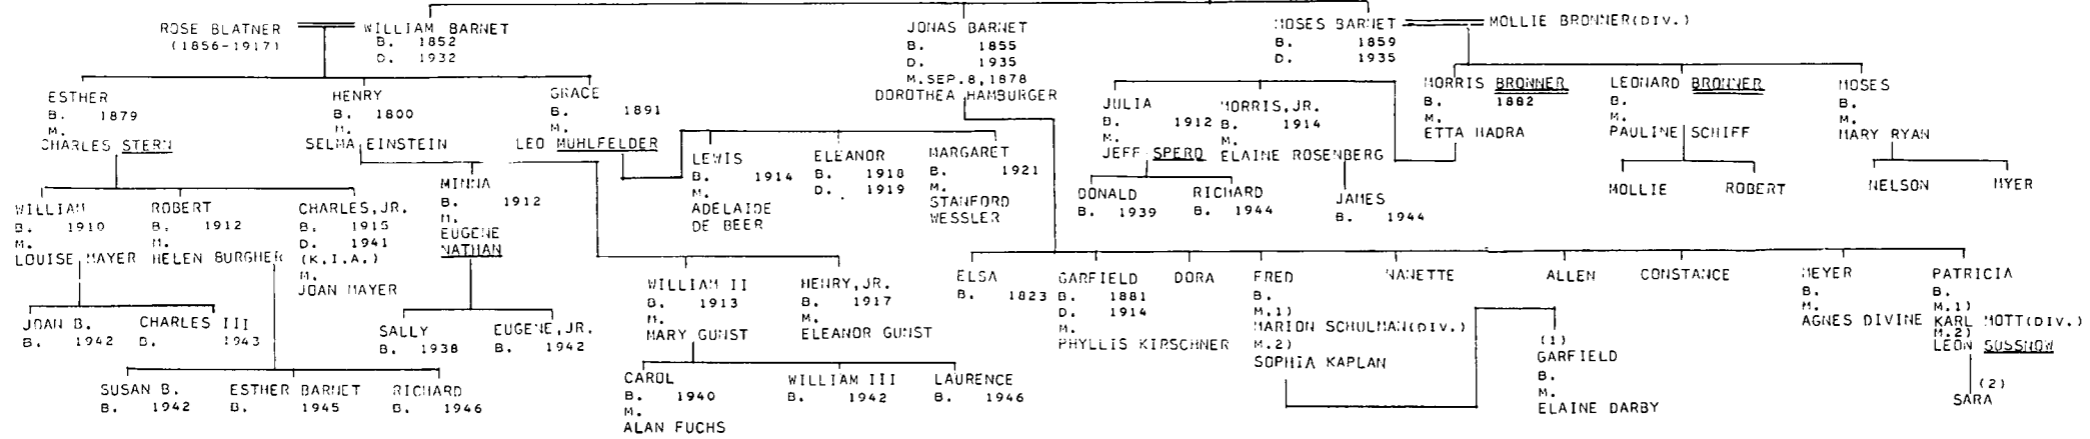 ROSE BLATNER
(1856-1917)
WILLIAM BARNET
B. 1852
D. 1932
JONAS BARNET
B. 1855
D. 1935
M.SEP.8,1878
DOROTHEA HAMBURGER
MOSES BARNET
B. 1859
D. 1935
MOLLIE BRONNER(DIV.)
ESTHER
B. 1879
M.
CHARLES STERN
HENRY
B. 1800
M.
SELMA EINSTEIN
GRACE
B. 1891
M.
LEO MUHLFELDER
JULIA
B. 1912
M.
JEFF SPERO
MORRIS,JR.
B. 1914
M.
ELAINE ROSENBERG
MORRIS BRONNER
B. 1882
M.
ETTA HADRA
LEONARD BRONNER
B.
M.
PAULINE SCHIFF
MOSES
B.
M.
MARY RYAN
MINNA
B. 1912
M.
EUGENE
NATHAN
LEWIS
B. 1914
M.
ADELAIDE
DE BEER
ELEANOR
B. 1918
D. 1919
MARGARET
B. 1921
M.
STANFORD
WESSLER
DONALD
B. 1939
RICHARD
B. 1944
JAMES
B. 1944
MOLLIE
ROBERT
NELSON
MYER
WILLIAM
B. 1910
M.
LOUISE MAYER
ROBERT
B. 1912
M.
HELEN BURGHER
CHARLES,JR.
B. 1915
D. 1941
(K.I.A.)
M.
JOAN MAYER
WILLIAM II
B. 1913
M.
MARY GUNST
HENRY,JR.
B. 1917
M.
ELEANOR GUNST
ELSA
B. 1823
GARFIELD
B. 1881
D. 1914
M.
PHYLLIS KIRSCHNER
DORA
FRED
B.
M.1)
MARION SCHULMAN(DIV.)
M.2)
SOPHIA KAPLAN
NANETTE
ALLEN
CONSTANCE
MEYER
B.
M.
AGNES DIVINE
PATRICIA
B.
M.1)
KARL MOTT(DIV.)
M.2)
LEON SUSSNOW
JOAN B.
B. 1942
CHARLES III
B. 1943
SALLY
B. 1938
EUGENE,JR.
B. 1942
(1)
GARFIELD
B.
M.
ELAINE DARBY
(2)
SARA
SUSAN B.
B. 1942
ESTHER BARNET
B. 1945
RICHARD
B. 1946
CAROL
B. 1940
M.
ALAN FUCHS
WILLIAM III
B. 1942
LAURENCE
B. 1946